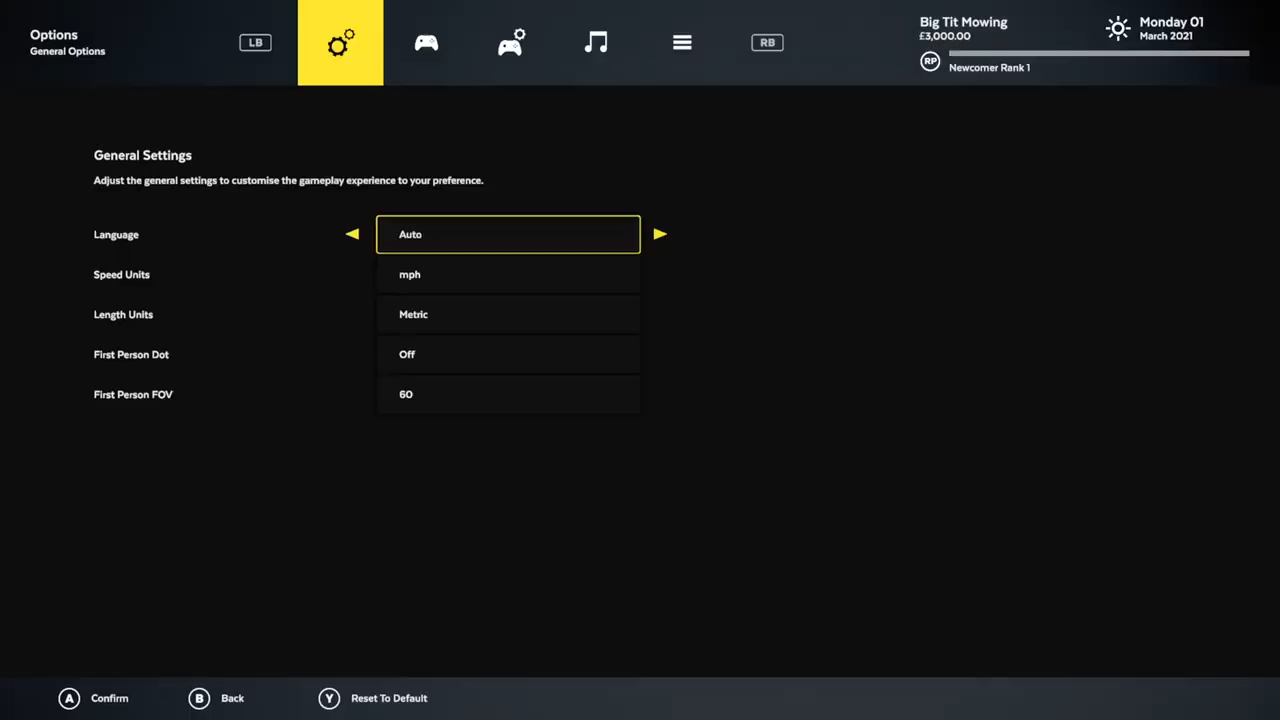 Options
General Options
LB
RB
Big Tit Mowing
£3,000.00
Monday 01
March 2021
RP
Newcomer Rank 1
General Settings
Adjust the general settings to customise the gameplay experience to your preference.
Language
Auto
Speed Units
mph
Length Units
Metric
First Person Dot
Off
First Person FOV
60
A Confirm
B Back
Y Reset To Default